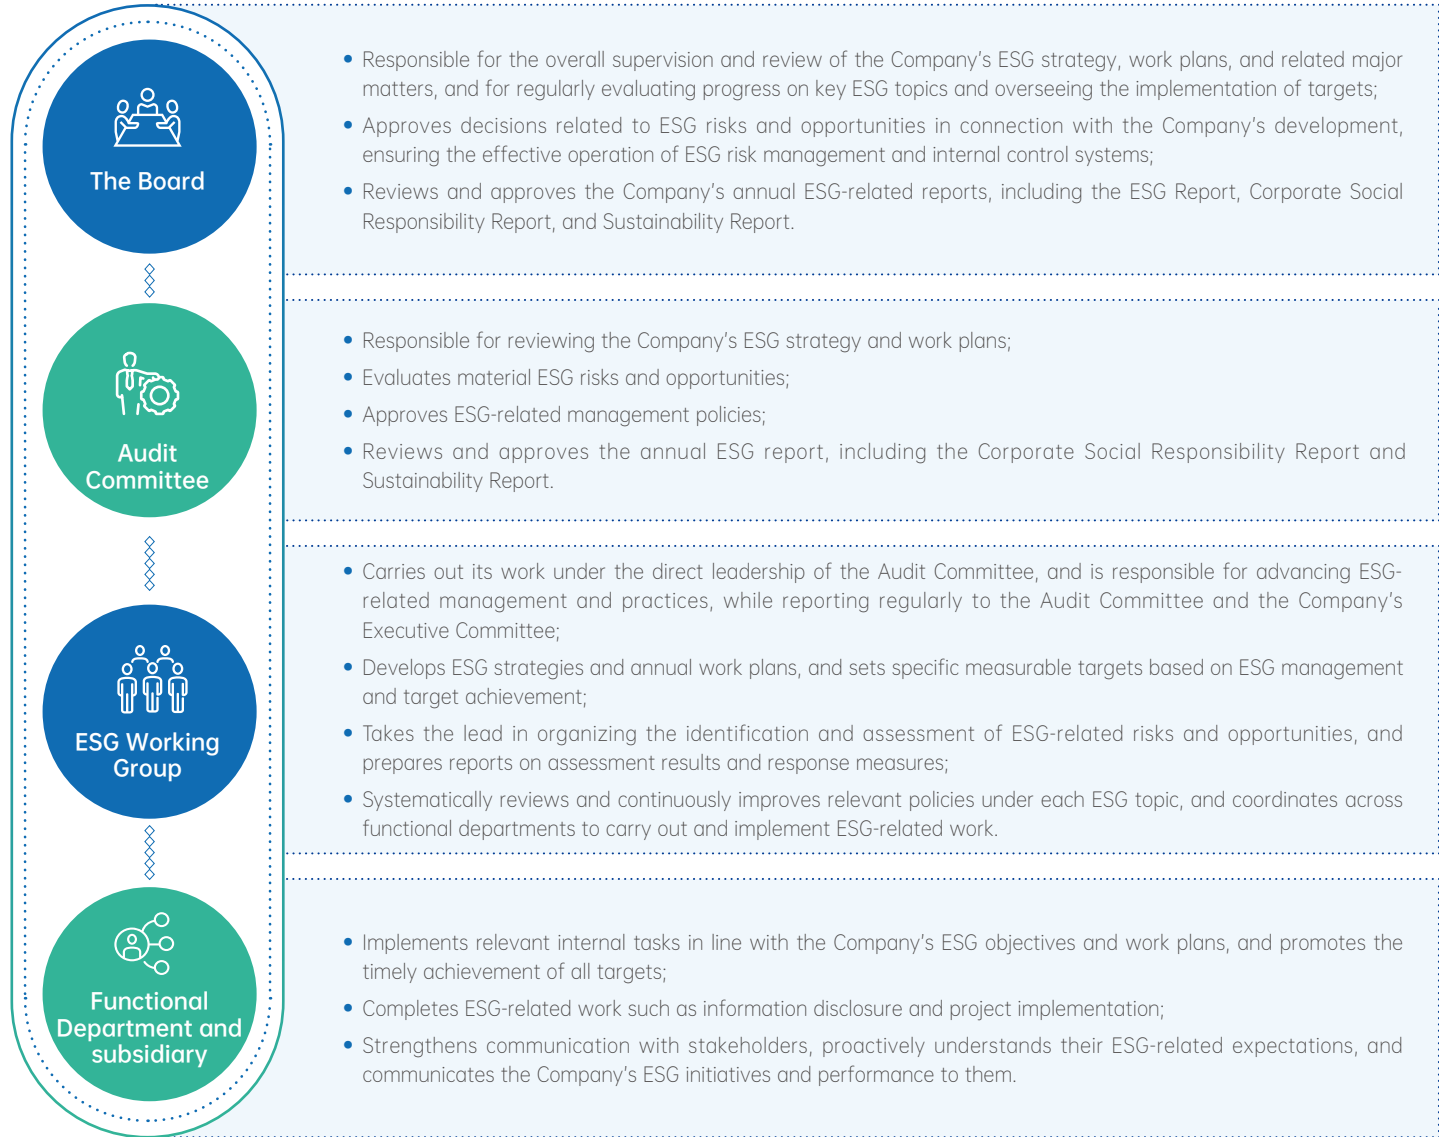 The Board
• Responsible for the overall supervision and review of the Company's ESG strategy, work plans, and related major
matters, and for regularly evaluating progress on key ESG topics and overseeing the implementation of targets;
• Approves decisions related to ESG risks and opportunities in connection with the Company's development,
ensuring the effective operation of ESG risk management and internal control systems;
• Reviews and approves the Company's annual ESG-related reports, including the ESG Report, Corporate Social
Responsibility Report, and Sustainability Report.
Audit
Committee
• Responsible for reviewing the Company's ESG strategy and work plans;
• Evaluates material ESG risks and opportunities;
• Approves ESG-related management policies;
• Reviews and approves the annual ESG report, including the Corporate Social Responsibility Report and
Sustainability Report.
ESG Working
Group
• Carries out its work under the direct leadership of the Audit Committee, and is responsible for advancing ESG-
related management and practices, while reporting regularly to the Audit Committee and the Company's
Executive Committee;
• Develops ESG strategies and annual work plans, and sets specific measurable targets based on ESG management
and target achievement;
• Takes the lead in organizing the identification and assessment of ESG-related risks and opportunities, and
prepares reports on assessment results and response measures;
• Systematically reviews and continuously improves relevant policies under each ESG topic, and coordinates across
functional departments to carry out and implement ESG-related work.
Functional
Department and
subsidiary
• Implements relevant internal tasks in line with the Company's ESG objectives and work plans, and promotes the
timely achievement of all targets;
• Completes ESG-related work such as information disclosure and project implementation;
• Strengthens communication with stakeholders, proactively understands their ESG-related expectations, and
communicates the Company's ESG initiatives and performance to them.